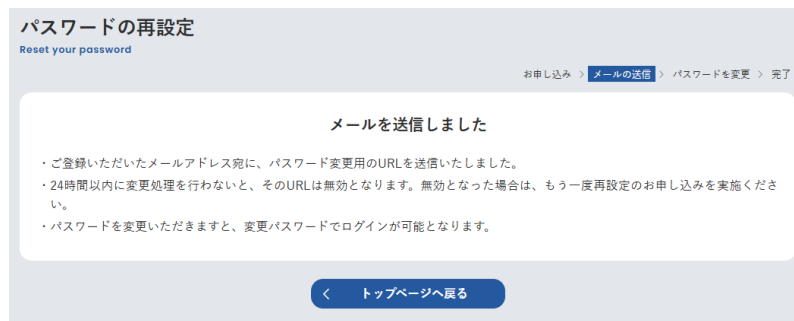 パスワードの再設定
Reset your password
お申し込み > メールの送信 > パスワードを変更 > 完了
メールを送信しました
・ご登録いただいたメールアドレス宛に、パスワード変更用のURLを送信いたしました。
・24時間以内に変更処理を行わないと、そのURLは無効となります。無効となった場合は、もう一度再設定のお申し込みを実施くださ
い。
・パスワードを変更いただきますと、変更パスワードでログインが可能となります。
< トップページへ戻る